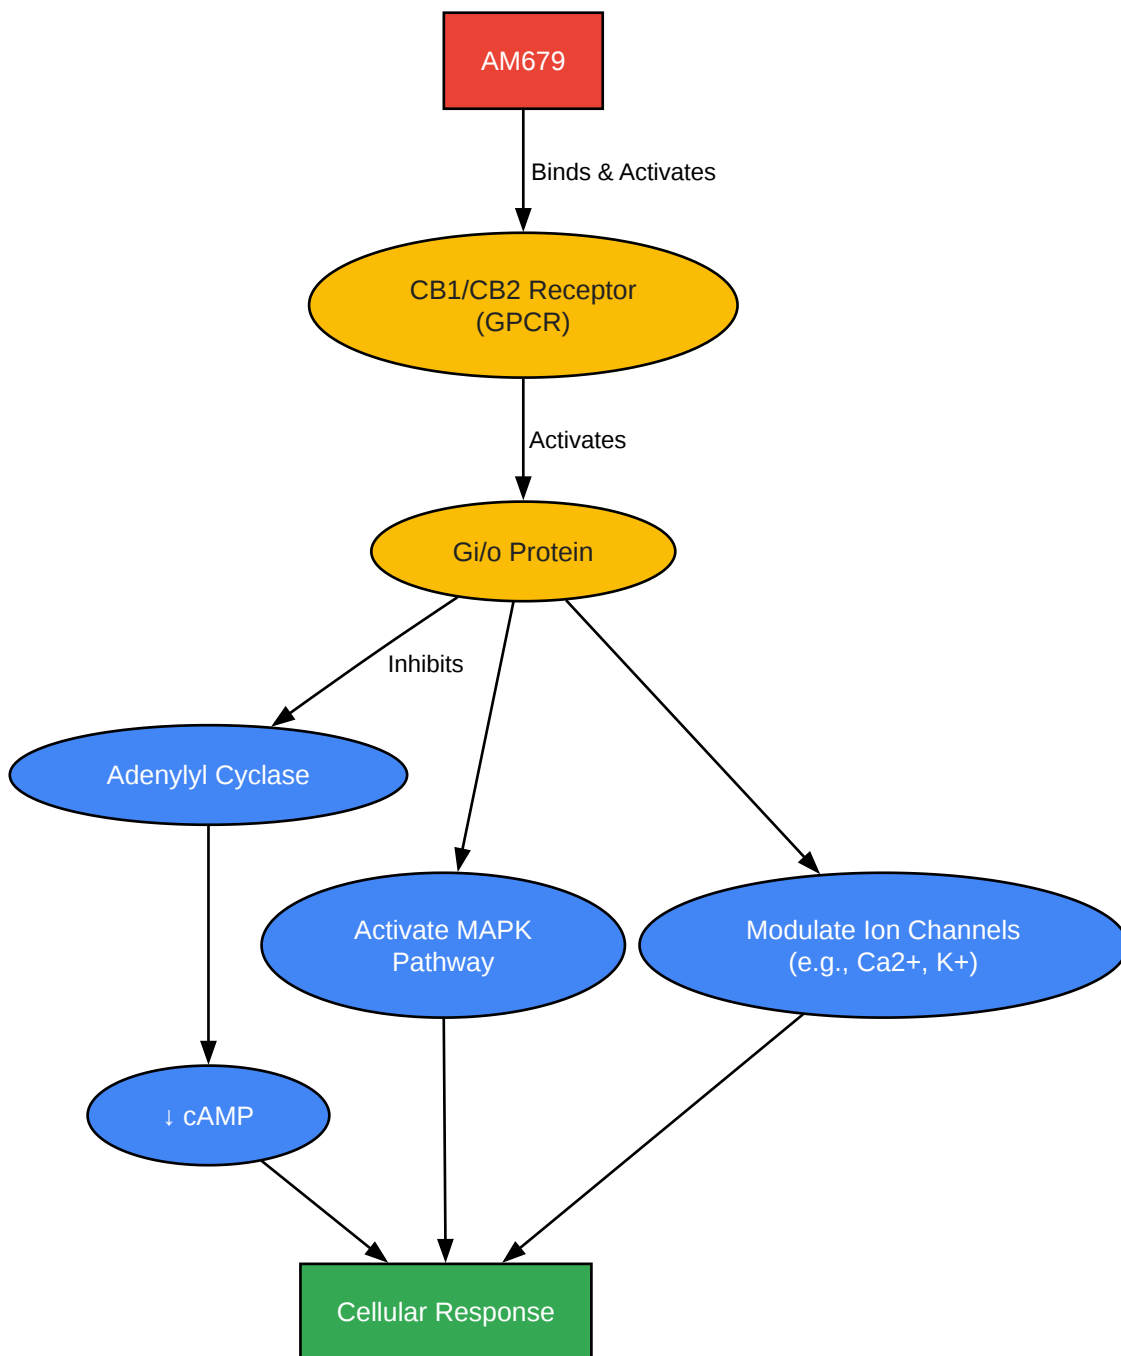 AM679
Binds & Activates
CB1/CB2 Receptor
(GPCR)
Activates
Gi/o Protein
Inhibits
Adenylyl Cyclase
Activate MAPK
Pathway
Modulate Ion Channels
(e.g., Ca2+, K+)
↓ cAMP
Cellular Response